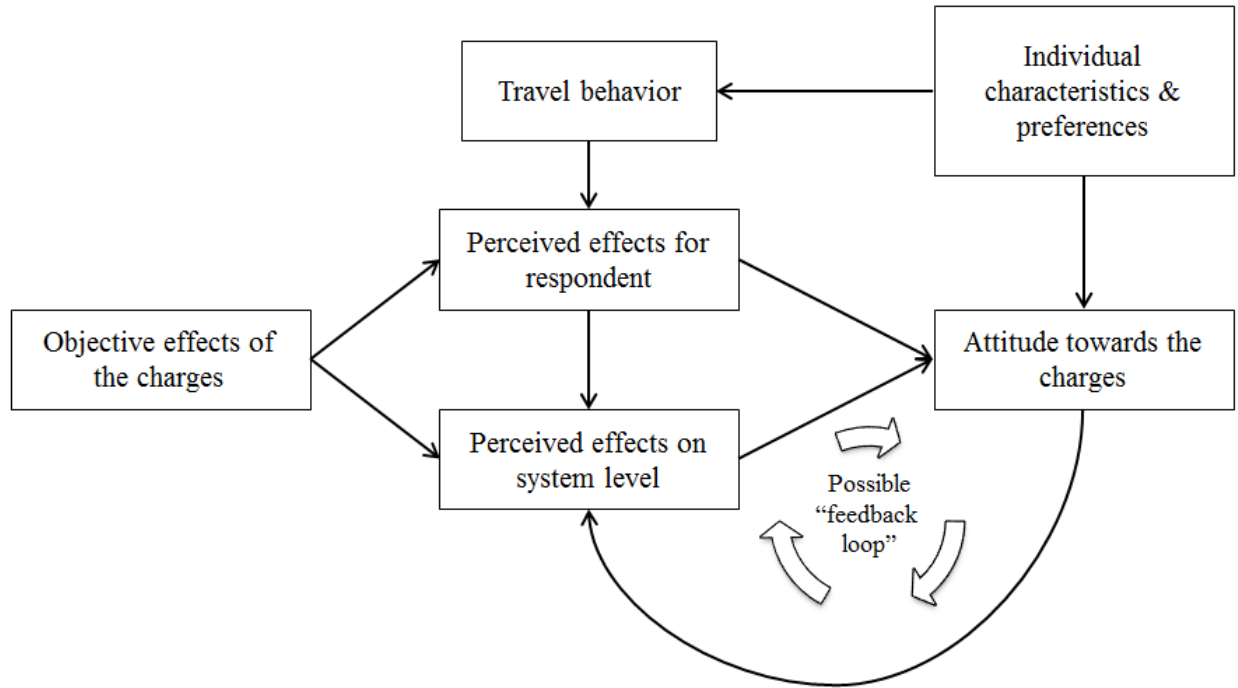 Individual
characteristics &
preferences
Travel behavior
Perceived effects for
respondent
Objective effects of
the charges
Attitude towards the
charges
Perceived effects on
system level
Possible
“feedback
loop”